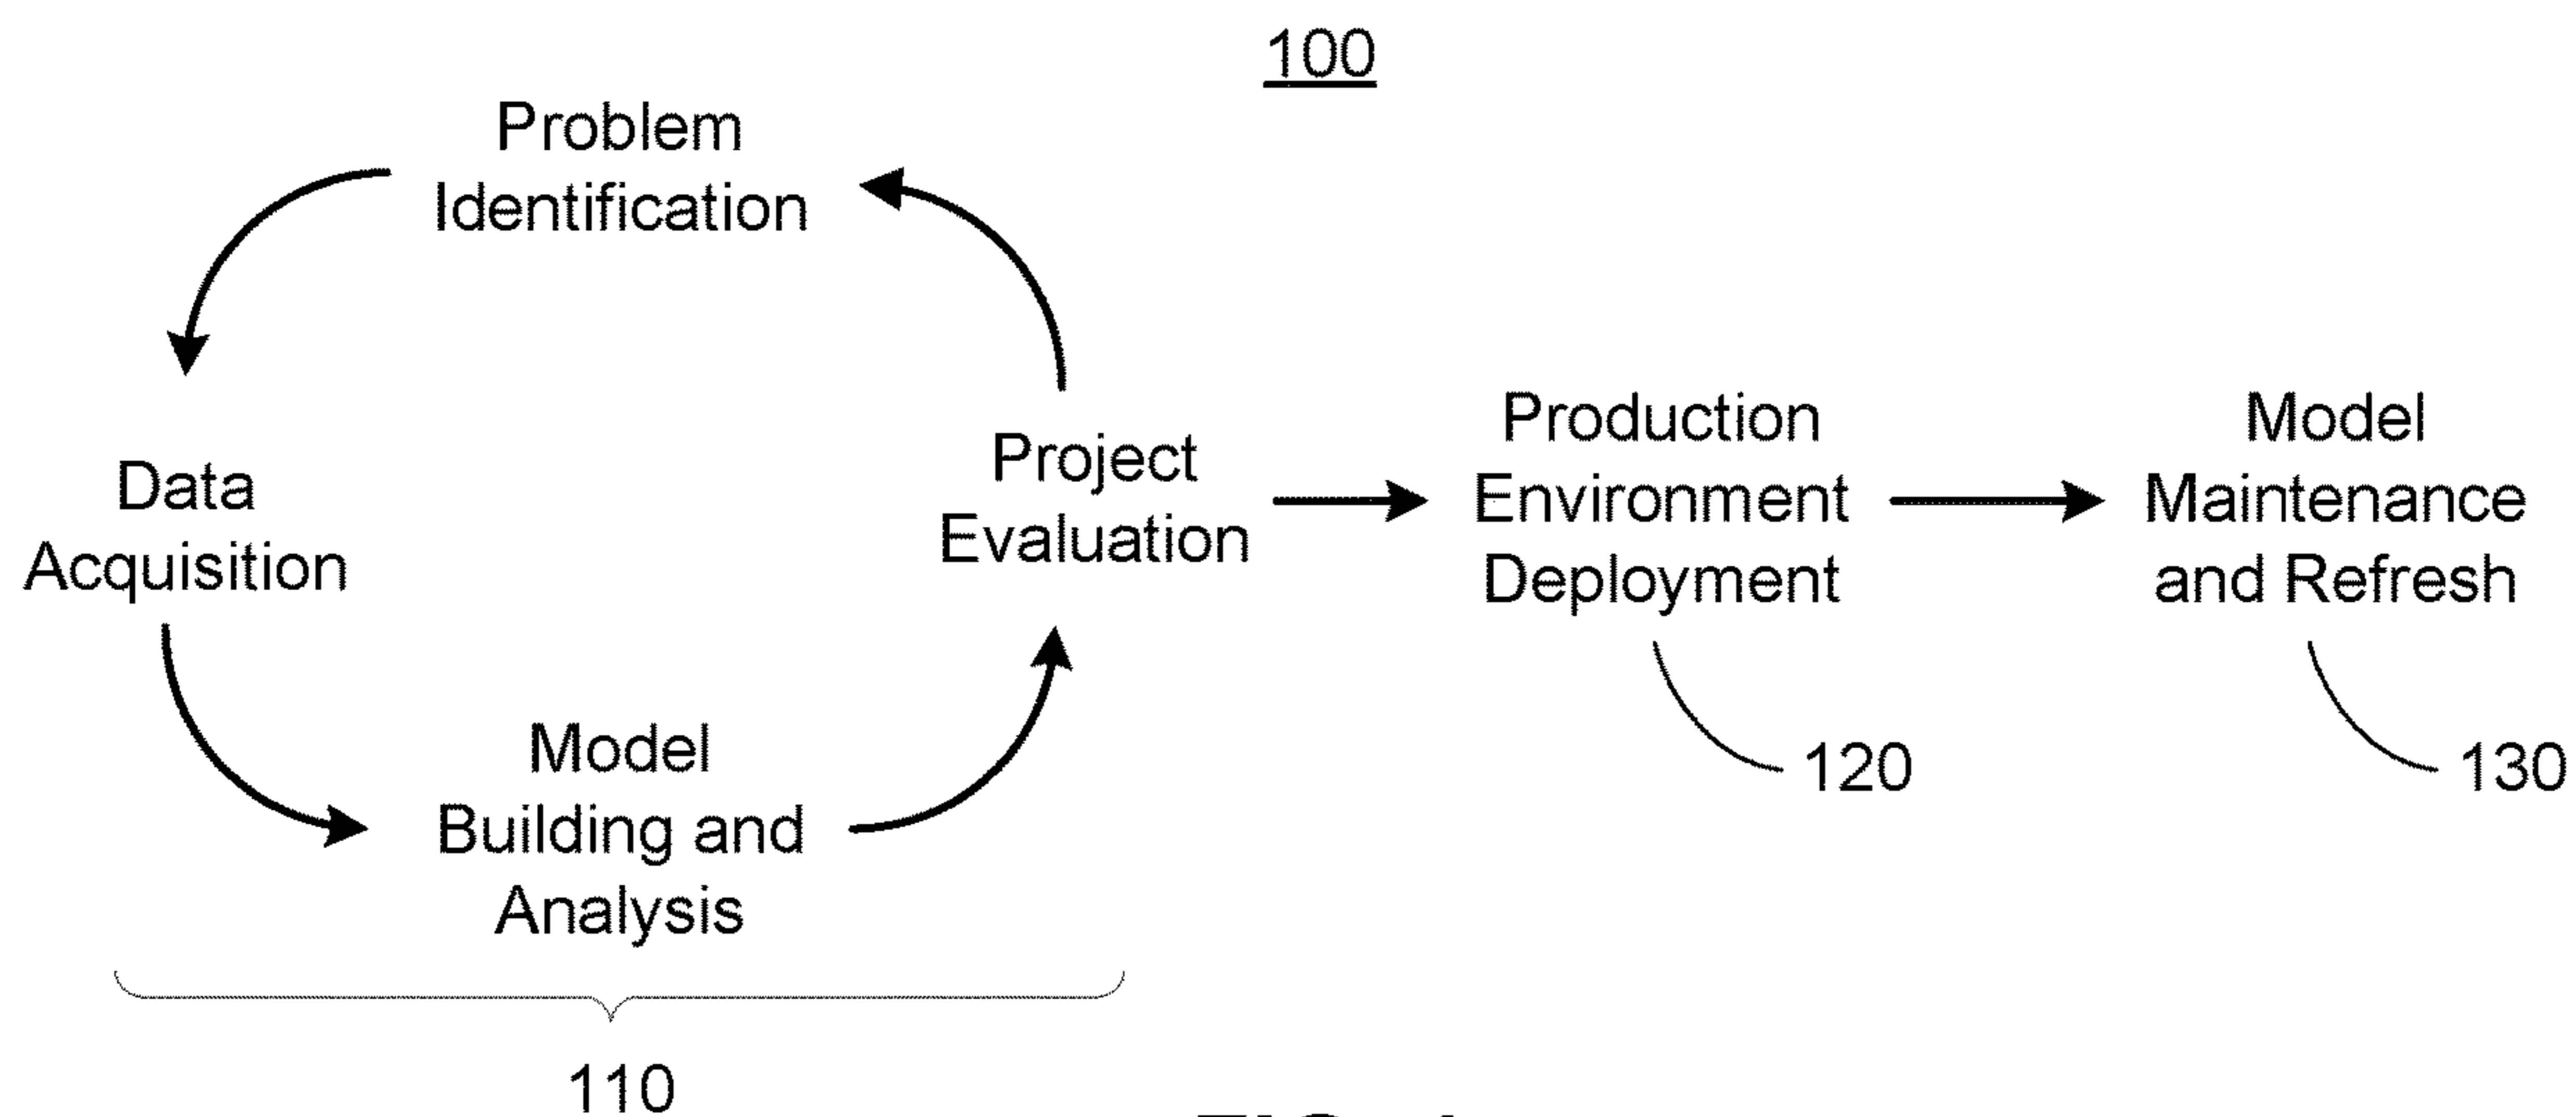 100
Problem
Identification
Data
Acquisition
Model
Building and
Analysis
Project
Evaluation
Production
Environment
Deployment
Model
Maintenance
and Refresh
120
130
110